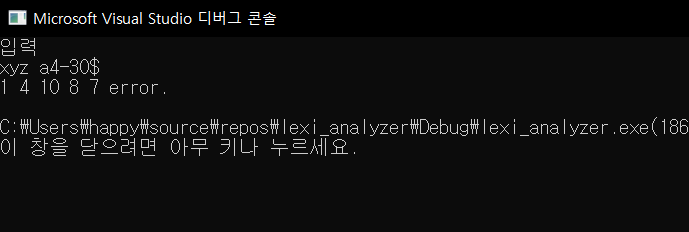 Microsoft Visual Studio 디버그 콘솔
입력
xyz a4-30$
1 4 10 8 7 error.
C:\Users\happy\source\repos\lexi_analyzer\Debug\lexi_analyzer.exe(186
이 창을 닫으려면 아무 키나 누르세요.